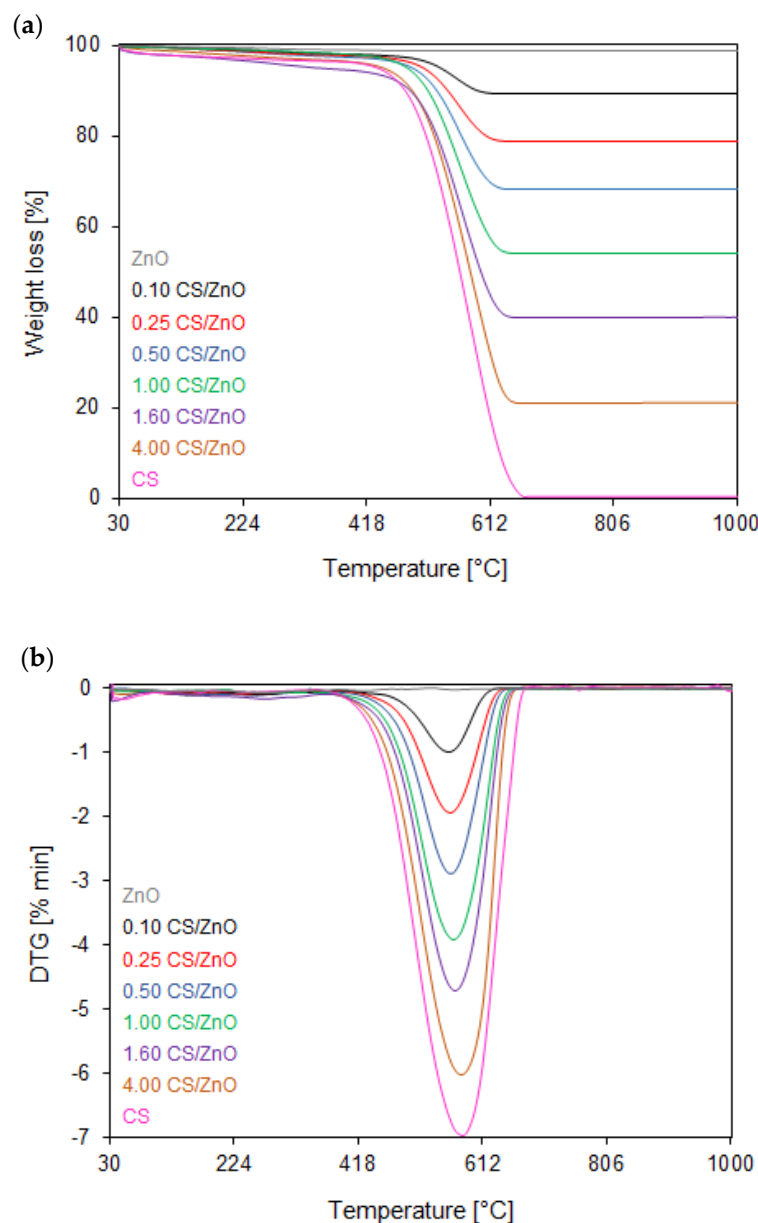 (a)
100
80
60
40
20
0
Weight loss [%]
ZnO
0.10 CS/ZnO
0.25 CS/ZnO
0.50 CS/ZnO
1.00 CS/ZnO
1.60 CS/ZnO
4.00 CS/ZnO
CS
30 224 418 612 806 1000
Temperature [°C]
(b)
0
-1
-2
-3
-4
-5
-6
-7
DTG [% min]
ZnO
0.10 CS/ZnO
0.25 CS/ZnO
0.50 CS/ZnO
1.00 CS/ZnO
1.60 CS/ZnO
4.00 CS/ZnO
CS
30 224 418 612 806 1000
Temperature [°C]